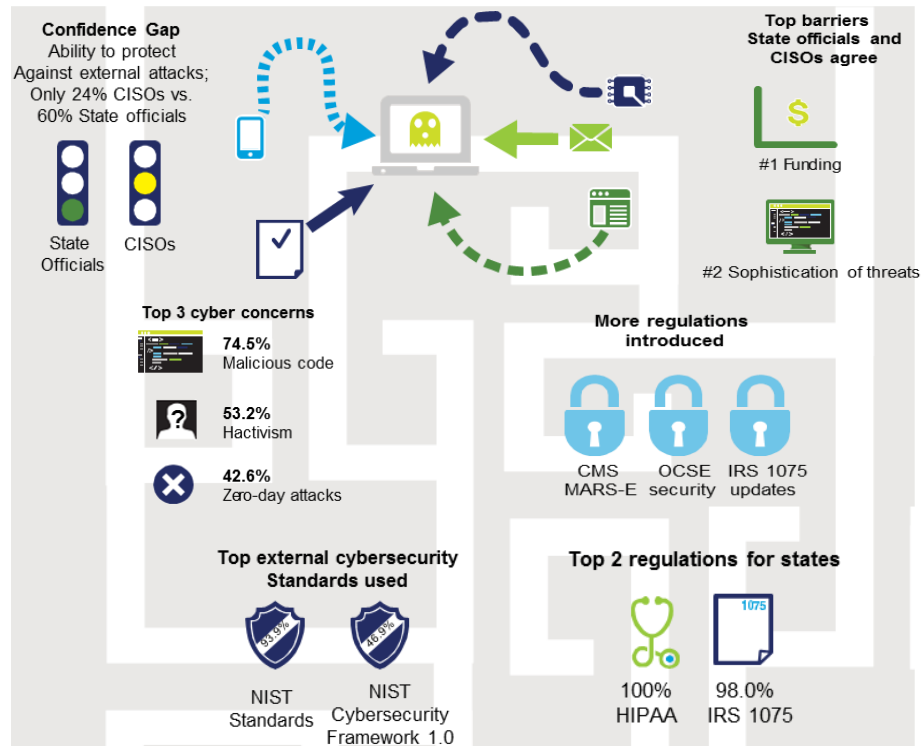 Confidence Gap
Ability to protect
Against external attacks;
Only 24% CISOs vs.
60% State officials
State
Officials
CISOs
Top barriers
State officials and
CISOs agree
$
#1 Funding
#2 Sophistication of threats
Top 3 cyber concerns
74.5%
Malicious code
?
53.2%
Hactivism
42.6%
Zero-day attacks
More regulations
introduced
CMS
MARS-E
OCSE
security
IRS 1075
updates
Top external cybersecurity
Standards used
93.9%
NIST
Standards
46.9%
NIST
Cybersecurity
Framework 1.0
Top 2 regulations for states
100%
HIPAA
1075
98.0%
IRS 1075